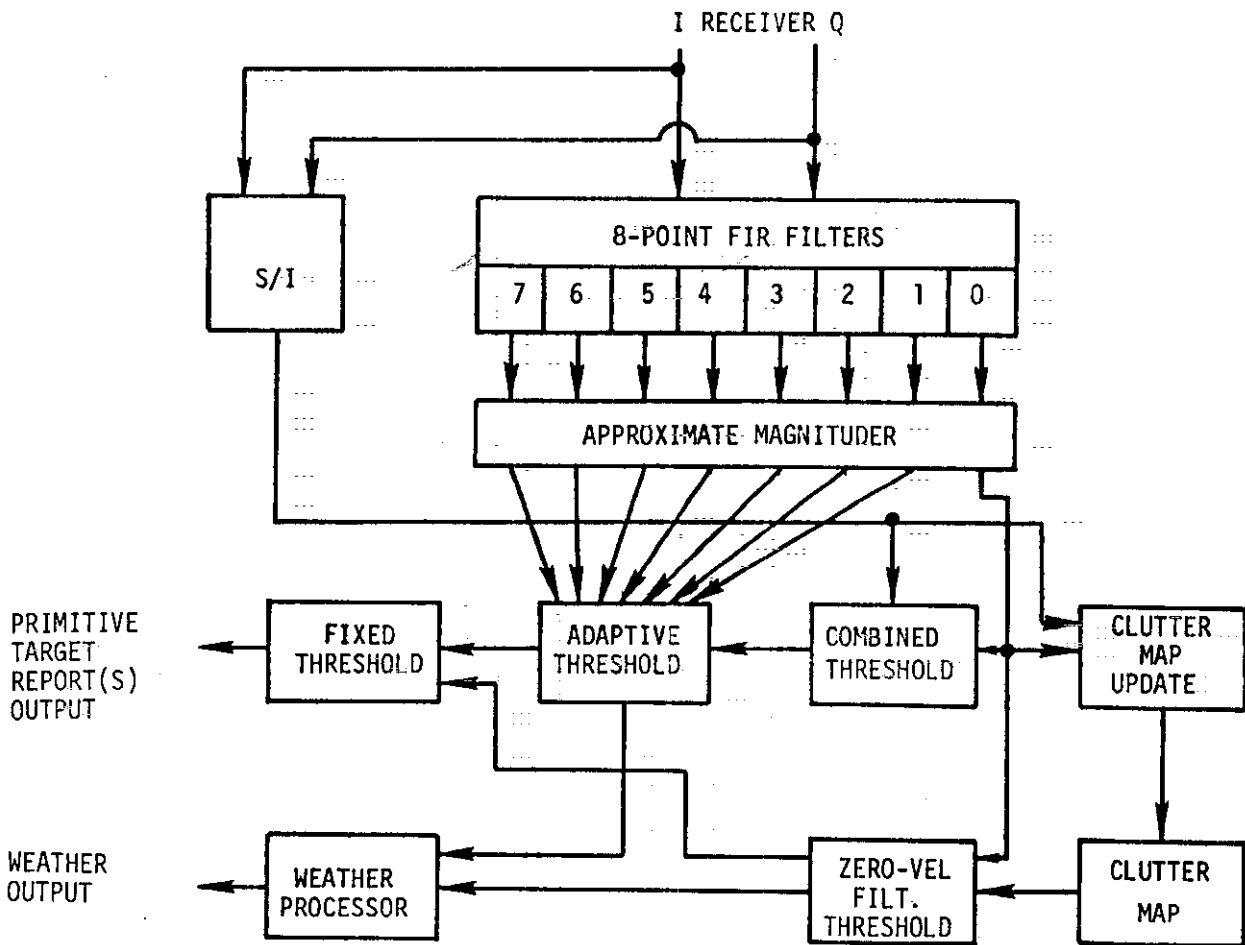 I RECEIVER Q
S/I
8-POINT FIR FILTERS
7 6 5 4 3 2 1 0
APPROXIMATE MAGNITUDER
PRIMITIVE
TARGET
REPORT(S)
OUTPUT
FIXED
THRESHOLD
ADAPTIVE
THRESHOLD
COMBINED
THRESHOLD
CLUTTER
MAP
UPDATE
WEATHER
OUTPUT
WEATHER
PROCESSOR
ZERO-VEL
FILT.
THRESHOLD
CLUTTER
MAP